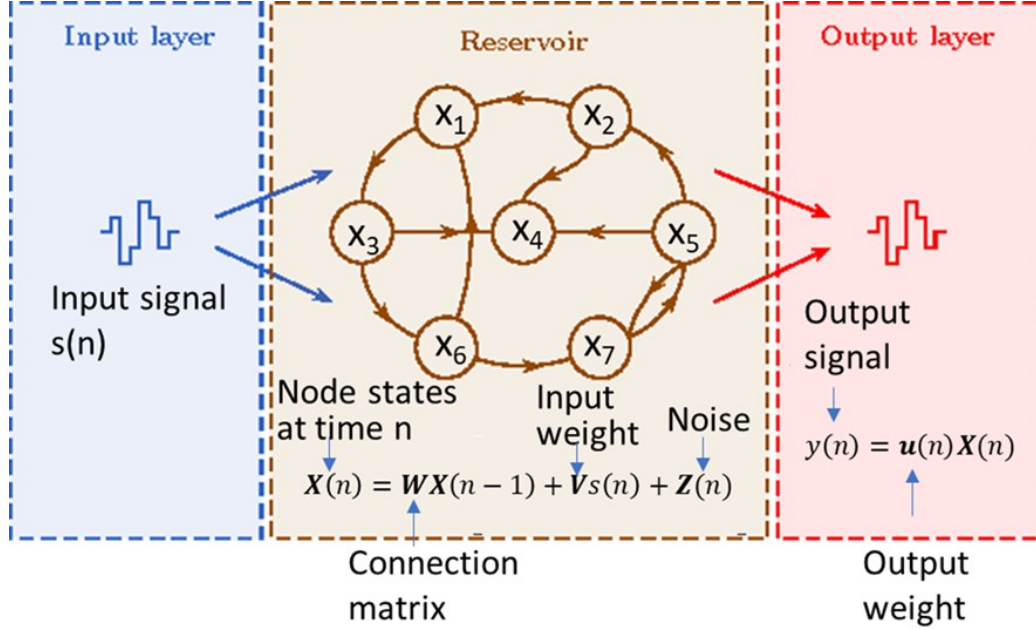 Input layer
Reservoir
Output layer
x1
x2
x3
x4
x5
x6
x7
Input signal
s(n)
Output
signal
Node states
at time n
Input
weight
Noise
X(n) = WX(n − 1) + Vs(n) + Z(n)
y(n) = u(n)X(n)
Connection
matrix
Output
weight